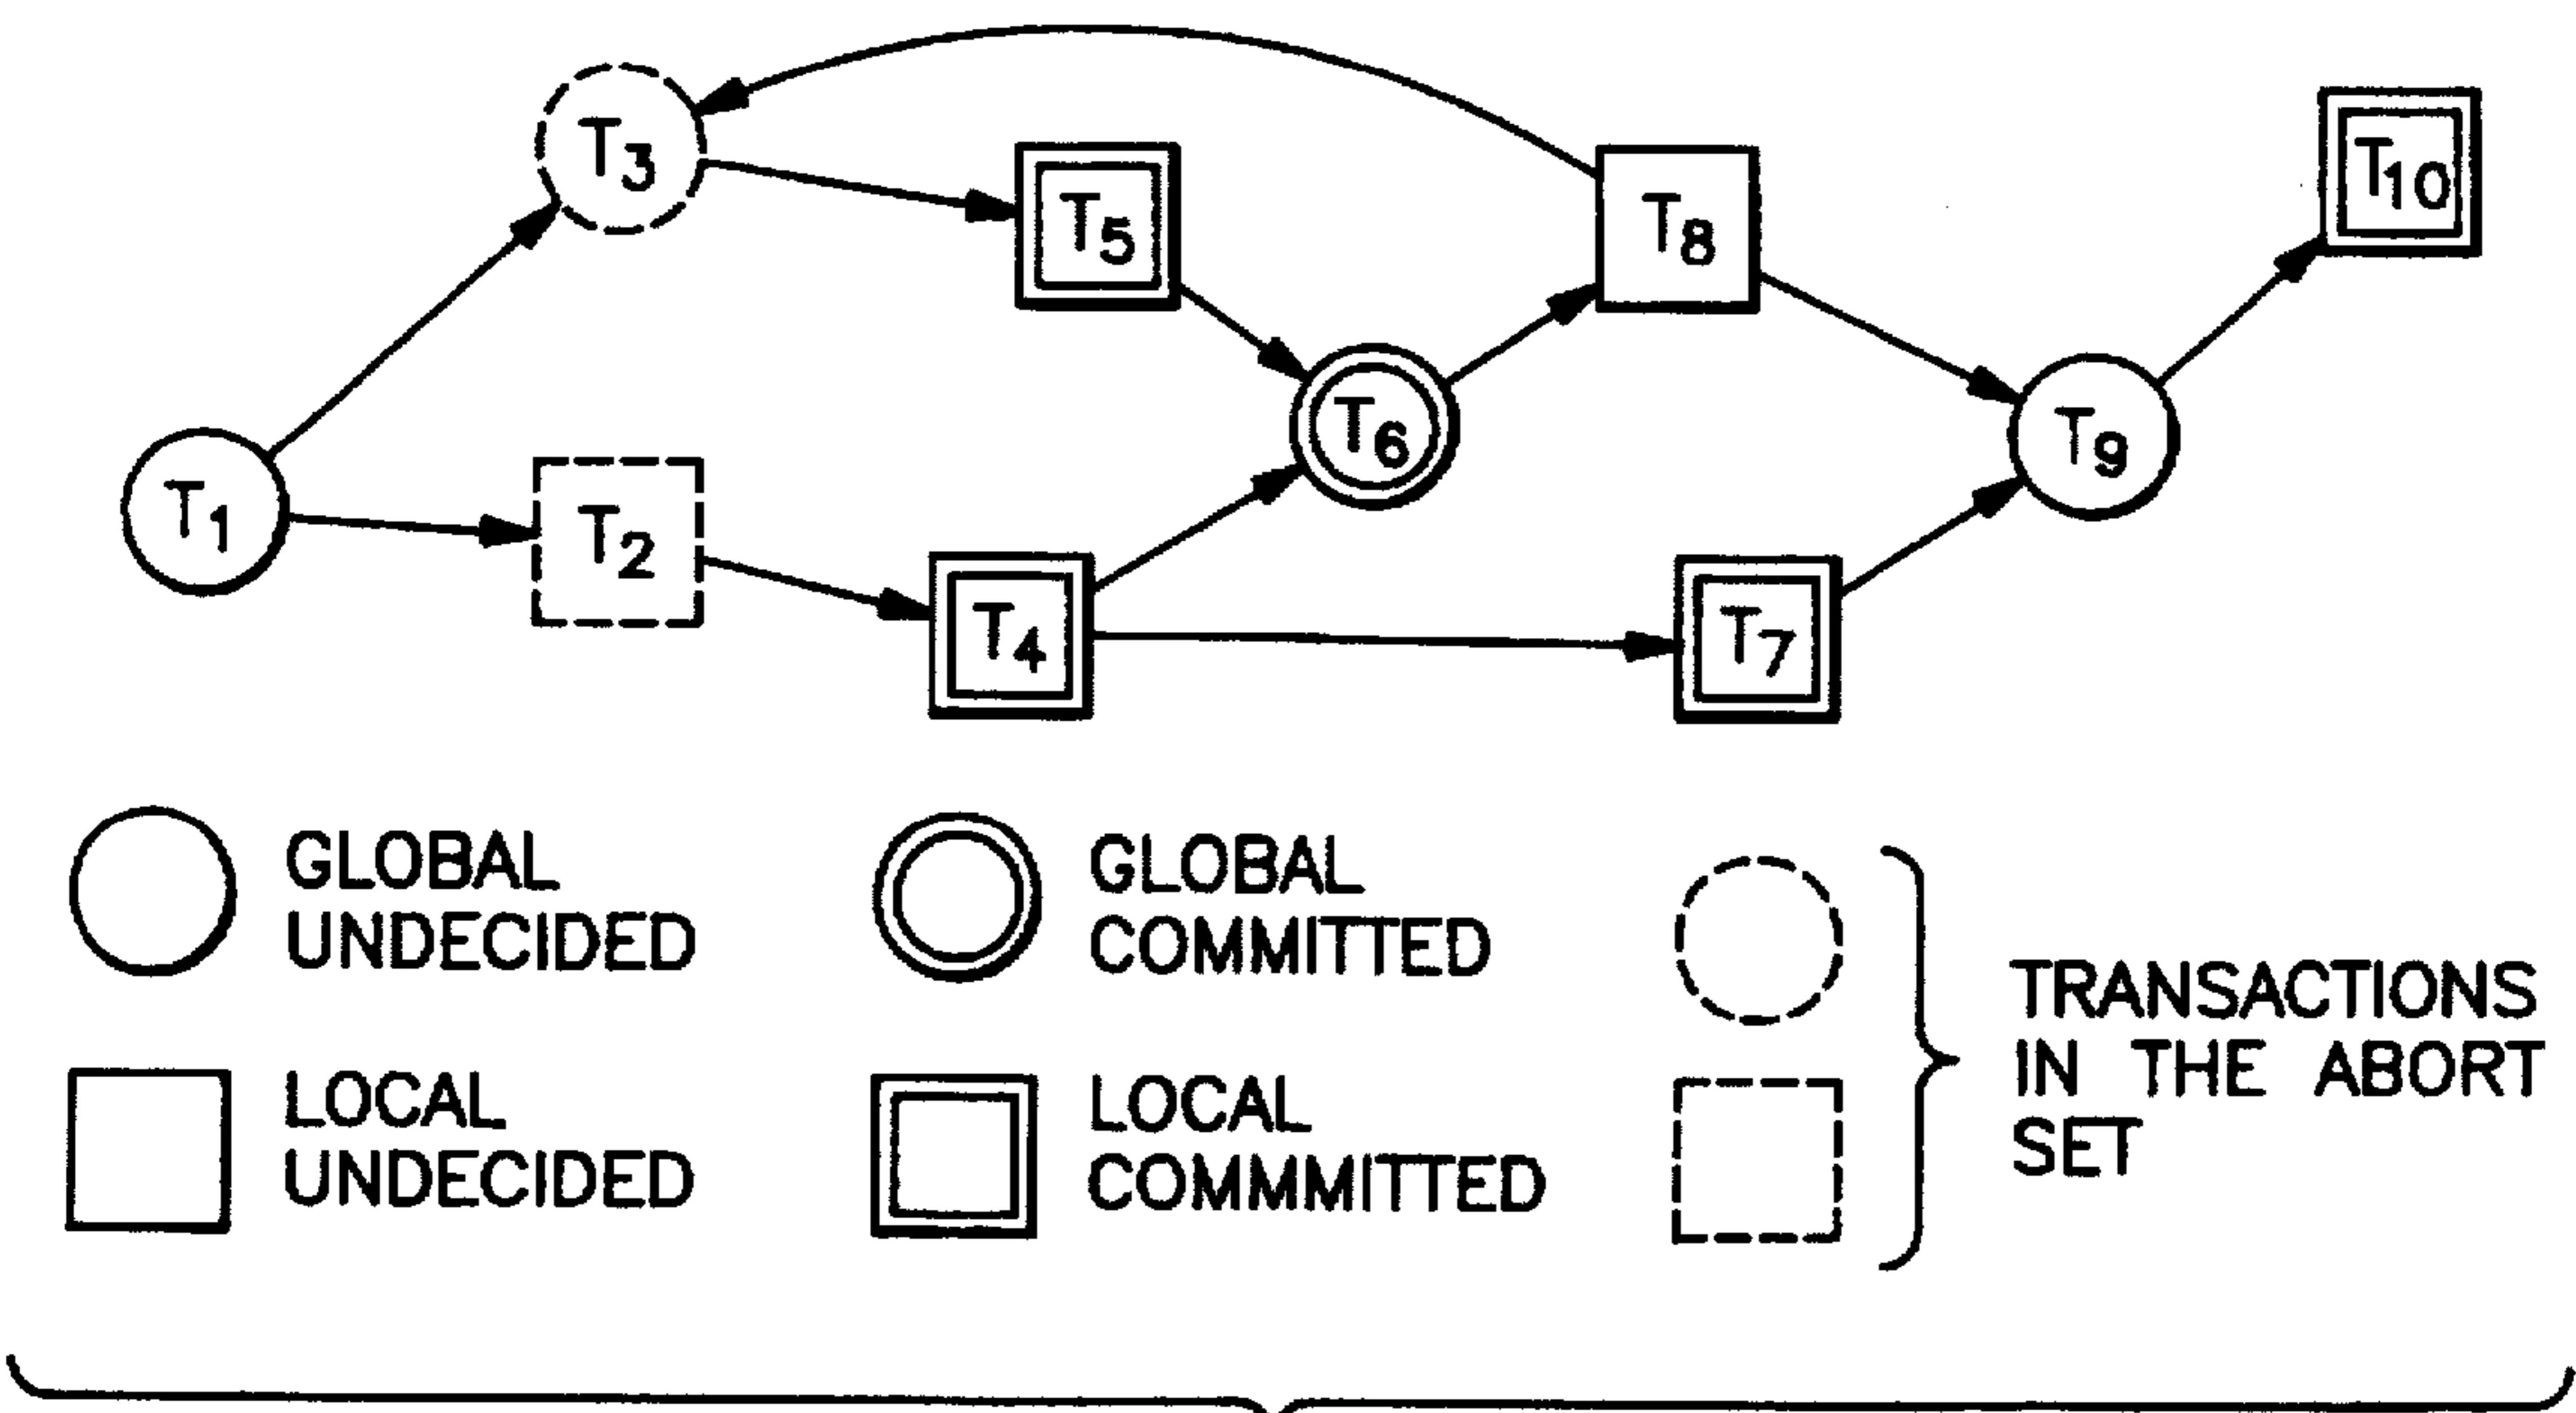 T3
T5
T8
T10
T6
T9
T1
T2
T4
T7
GLOBAL
UNDECIDED
GLOBAL
COMMITTED
LOCAL
UNDECIDED
LOCAL
COMMMITTED
TRANSACTIONS
IN THE ABORT
SET